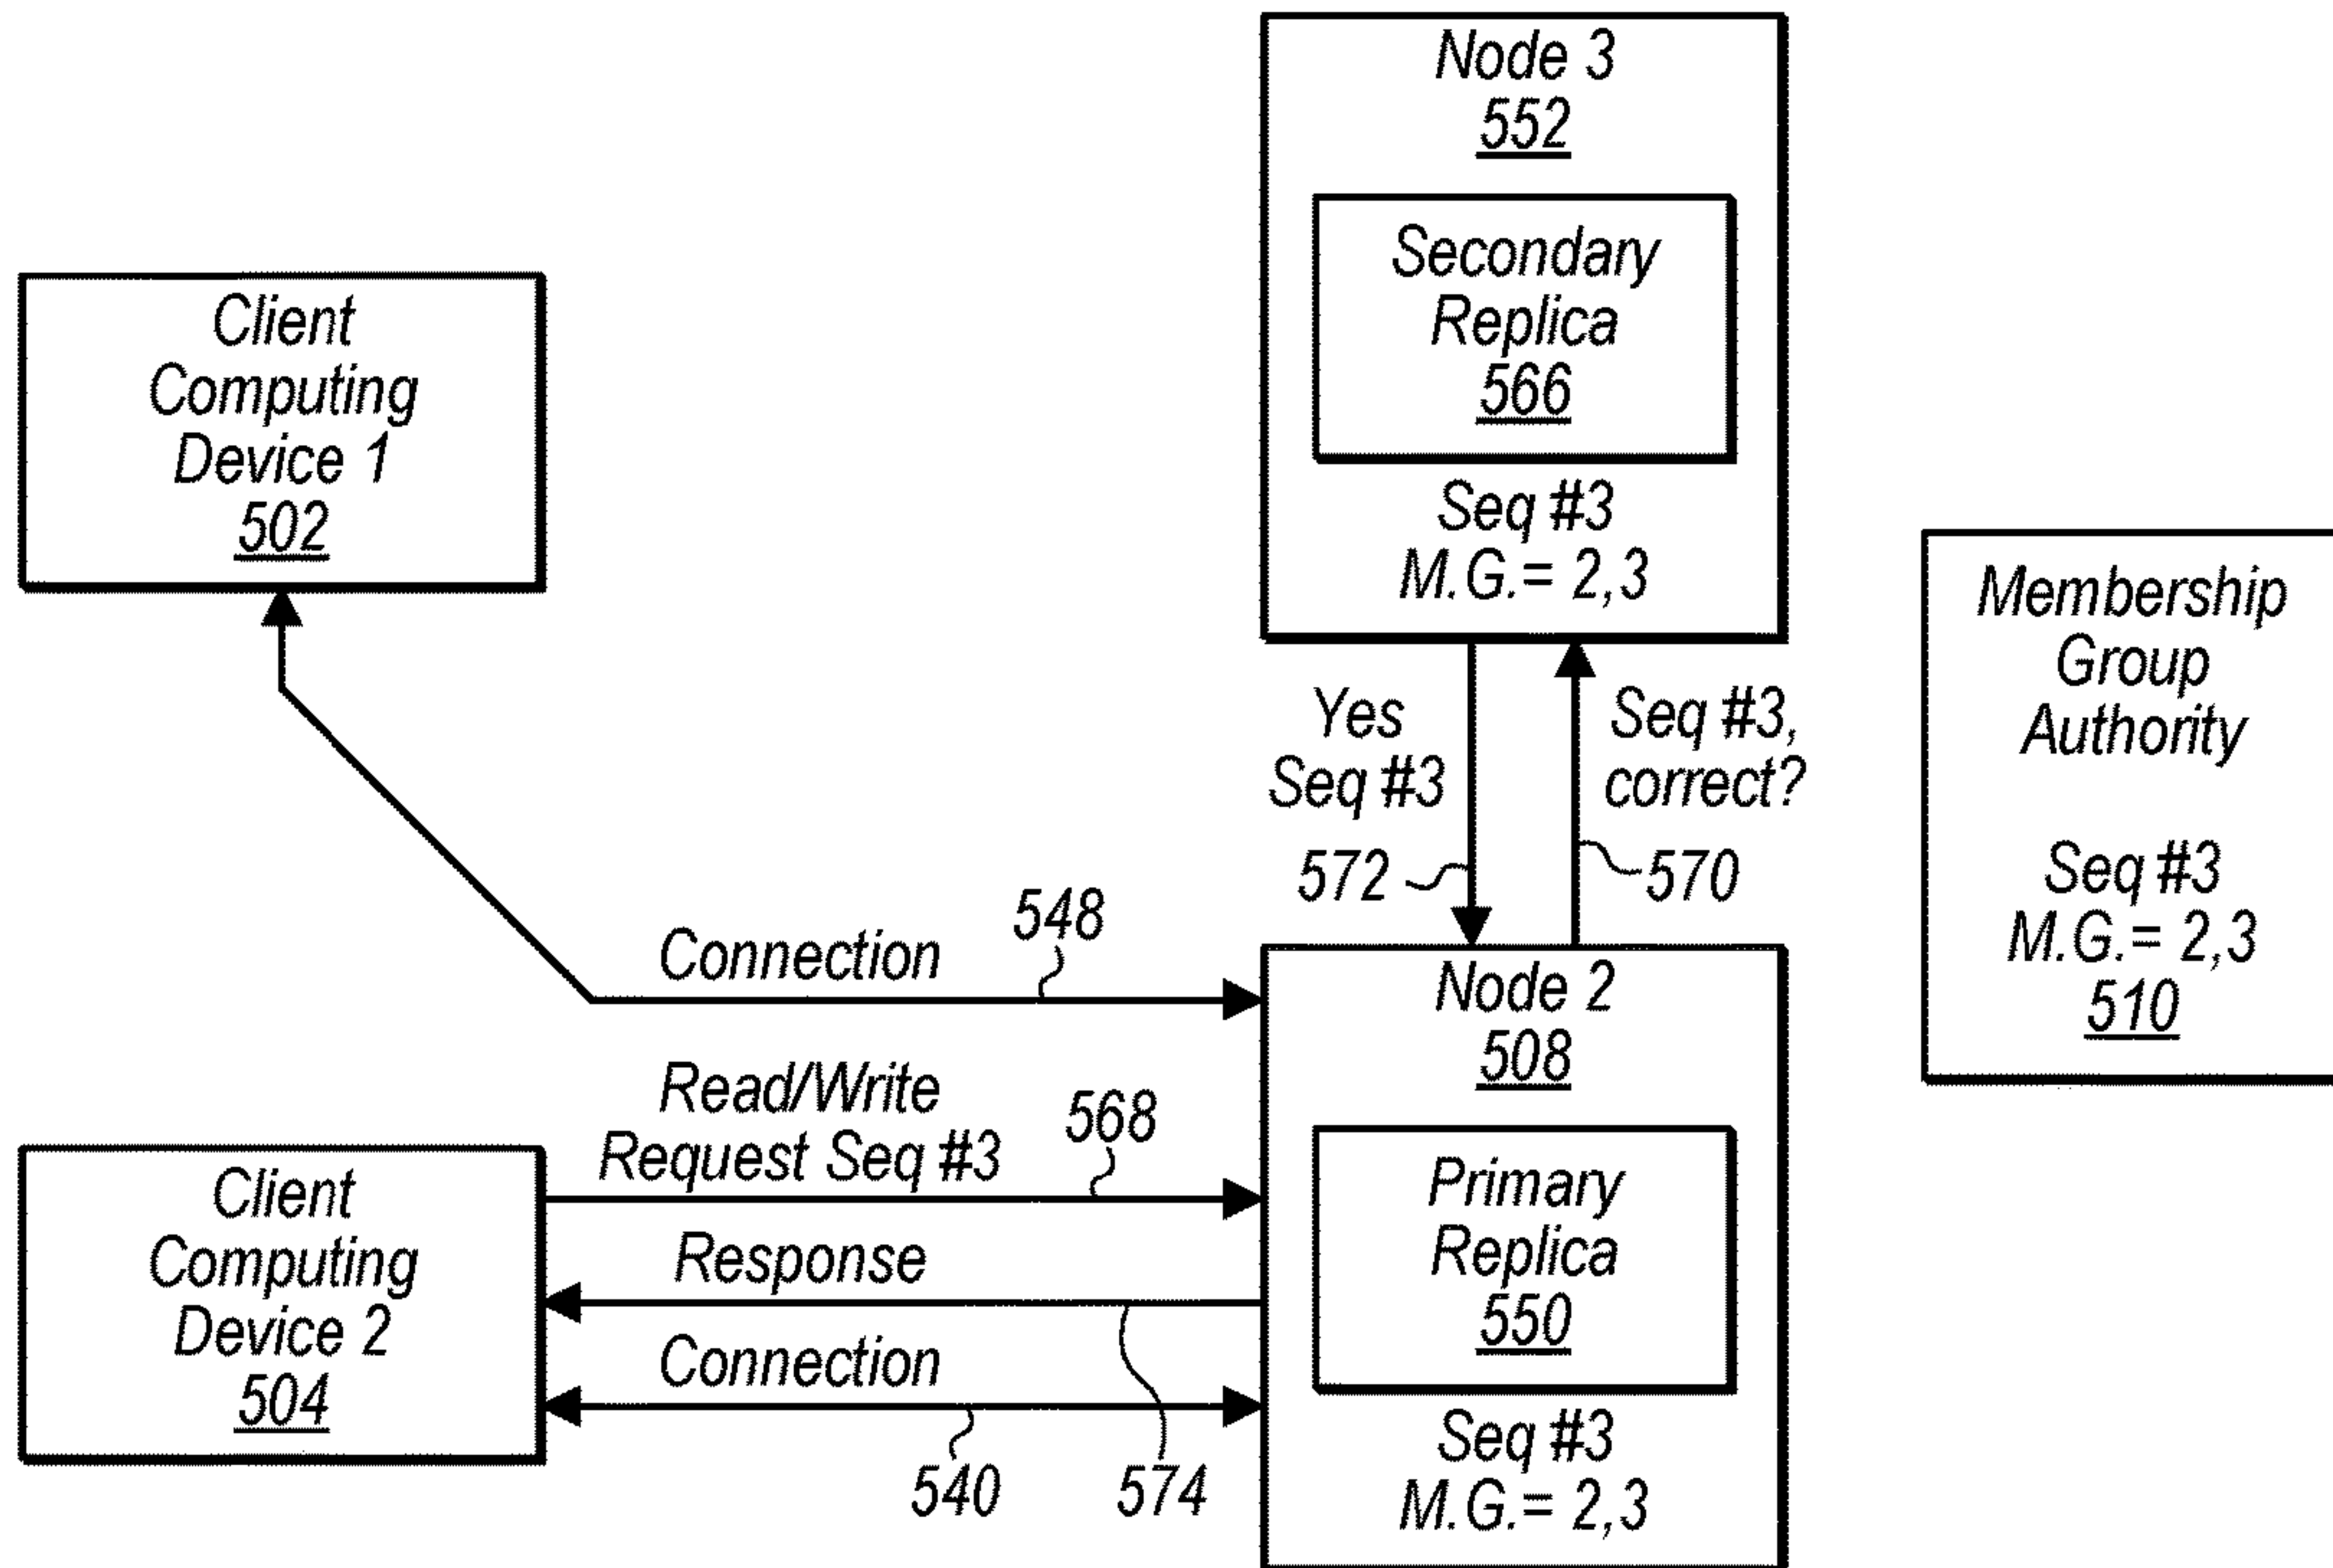 Node 3
552
Secondary
Replica
566
Seq #3
M.G.= 2,3
Client
Computing
Device 1
502
Membership
Group
Authority
Seq #3
M.G.= 2,3
510
Yes
Seq #3
572
Seq #3,
correct?
570
Connection
548
Node 2
508
Primary
Replica
550
Seq #3
M.G.= 2,3
Read/Write
Request Seq #3
568
Response
574
Connection
540
Client
Computing
Device 2
504